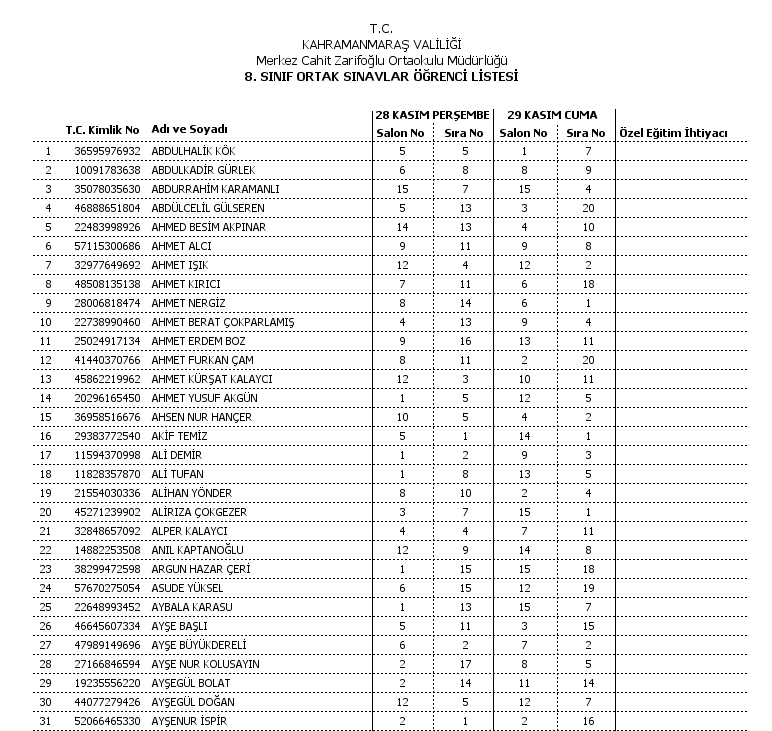 T.C.
KAHRAMANMARAŞ VALİLİĞİ
Merkez Cahit Zarifoğlu Ortaokulu Müdürlüğü
8. SINIF ORTAK SINAVLAR ÖĞRENCİ LİSTESİ
28 KASIM PERŞEMBE 29 KASIM CUMA
T.C. Kimlik No Adı ve Soyadı Salon No Sıra No Salon No Sıra No Özel Eğitim İhtiyacı
1 36595976932 ABDULHALİK KÖK 5 5 1 7
2 10091783638 ABDULKADİR GÜRLEK 6 8 8 9
3 35078035630 ABDURRAHİM KARAMANLI 15 7 15 4
4 46888651804 ABDÜLCELİL GÜLSEREN 5 13 3 20
5 22483998926 AHMED BESİM AKPINAR 14 13 4 10
6 57115300686 AHMET ALCI 9 11 9 8
7 32977649692 AHMET IŞIK 12 4 12 2
8 48508135138 AHMET KIRICI 7 11 6 18
9 28006818474 AHMET NERGİZ 8 14 6 1
10 22738990460 AHMET BERAT ÇOKPARLAMIŞ 4 13 9 4
11 25024917134 AHMET ERDEM BOZ 9 16 13 11
12 41440370766 AHMET FURKAN ÇAM 8 11 2 20
13 45862219962 AHMET KÜRŞAT KALAYCI 12 3 10 11
14 20296165450 AHMET YUSUF AKGÜN 1 5 12 5
15 36958516676 AHSEN NUR HANÇER 10 5 4 2
16 29383772540 AKİF TEMİZ 5 1 14 1
17 11594370998 ALİ DEMİR 1 2 9 3
18 11828357870 ALİ TUFAN 1 8 13 5
19 21554030336 ALİHAN YÖNDER 8 10 2 4
20 45271239902 ALİRIZA ÇOKGEZER 3 7 15 1
21 32848657092 ALPER KALAYCI 4 4 7 11
22 14882253508 ANIL KAPTANOĞLU 12 9 14 8
23 38299472598 ARGUN HAZAR ÇERİ 1 15 15 18
24 57670275054 ASUDE YÜKSEL 6 15 12 19
25 22648993452 AYBALA KARASU 1 13 15 7
26 46645607334 AYŞE BAŞLI 5 11 3 15
27 47989149696 AYŞE BÜYÜKDERELİ 6 2 7 2
28 27166846594 AYŞE NUR KOLUSAYIN 2 17 8 5
29 19235556220 AYŞEGÜL BOLAT 2 14 11 14
30 44077279426 AYŞEGÜL DOĞAN 12 5 12 7
31 52066465330 AYŞENUR İSPİR 2 1 2 16